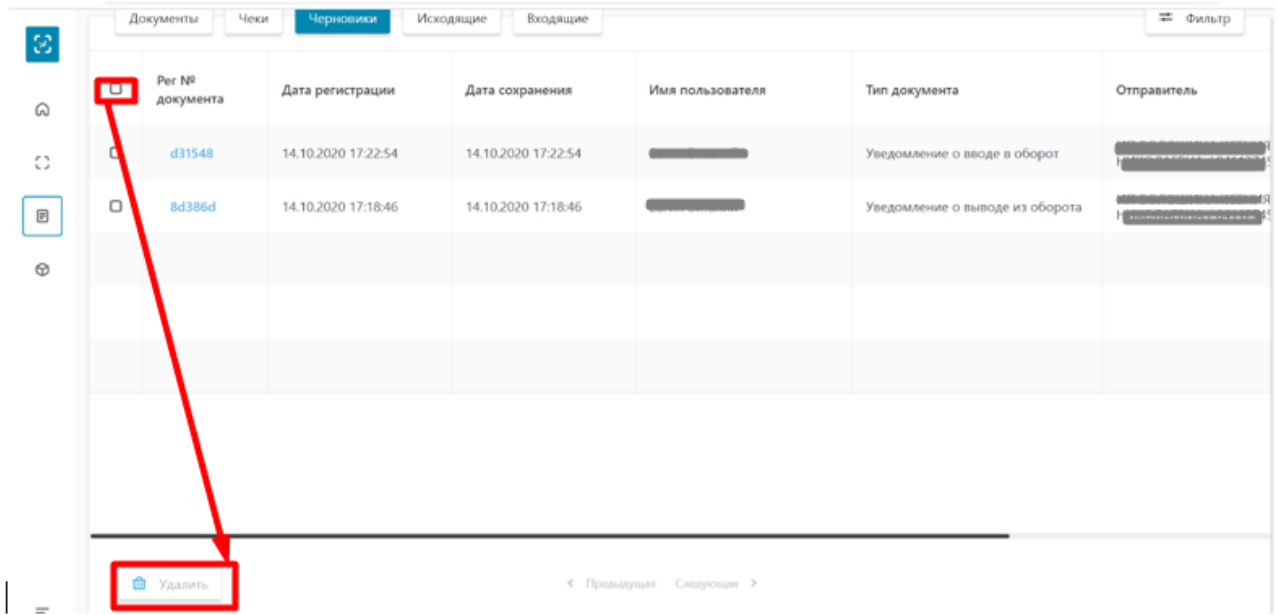 Документы Чеки Черновики Исходящие Входящие Фильтр
Рег №
документа
Дата регистрации Дата сохранения Имя пользователя Тип документа Отправитель
d31548 14.10.2020 17:22:54 14.10.2020 17:22:54 Уведомление о вводе в оборот
8d386d 14.10.2020 17:18:46 14.10.2020 17:18:46 Уведомление о выводе из оборота
Удалить < Предыдущая Следующая >